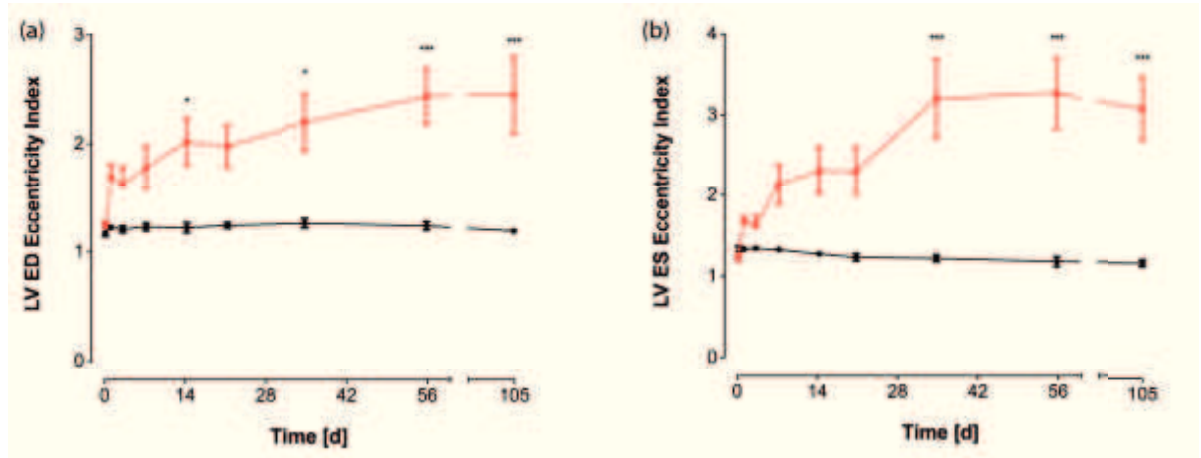 (a)
LV ED Eccentricity Index
3
2
1
0
* * *** ***
0 14 28 42 56 105
Time [d]
(b)
LV ES Eccentricity Index
4
3
2
1
0
*** *** ***
0 14 28 42 56 105
Time [d]